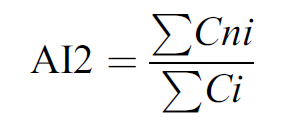 AI2 = ∑Cni / ∑Ci